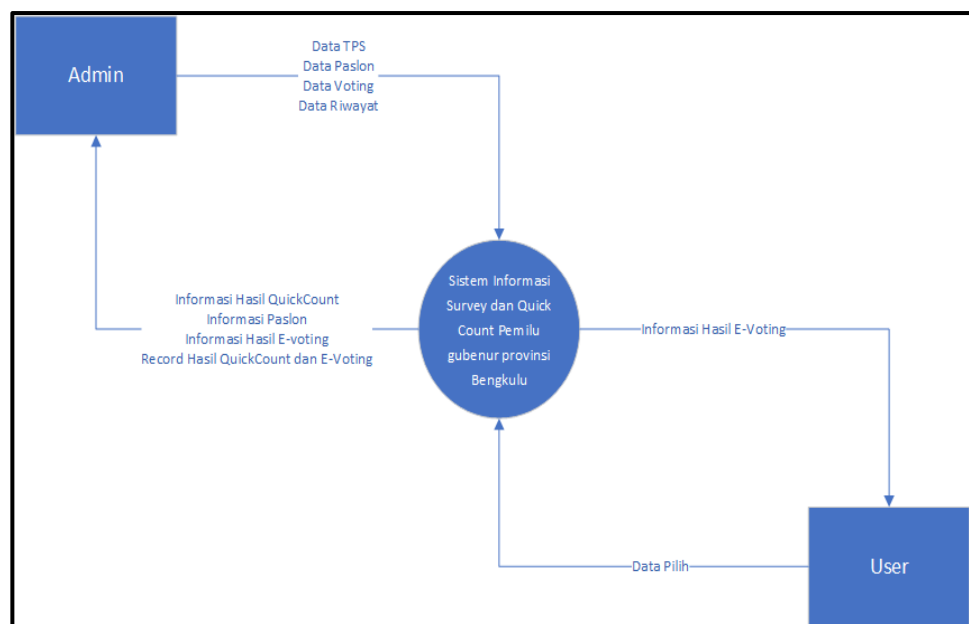 Admin
Data TPS
Data Paslon
Data Voting
Data Riwayat
Informasi Hasil QuickCount
Informasi Paslon
Informasi Hasil E-voting
Record Hasil QuickCount dan E-Voting
Sistem Informasi
Survey dan Quick
Count Pemilu
gubenur provinsi
Bengkulu
Informasi Hasil E-Voting
Data Pilih
User